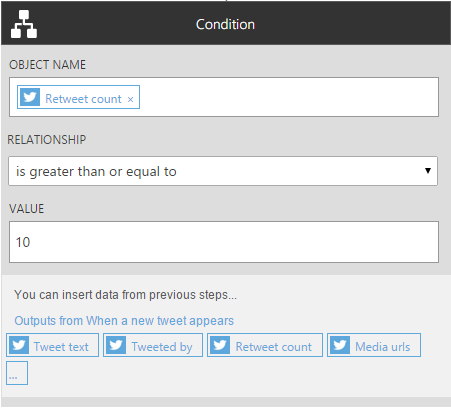 Condition
OBJECT NAME
Retweet count ×
RELATIONSHIP
is greater than or equal to
VALUE
10
You can insert data from previous steps...
Outputs from When a new tweet appears
Tweet text Tweeted by Retweet count Media urls
...